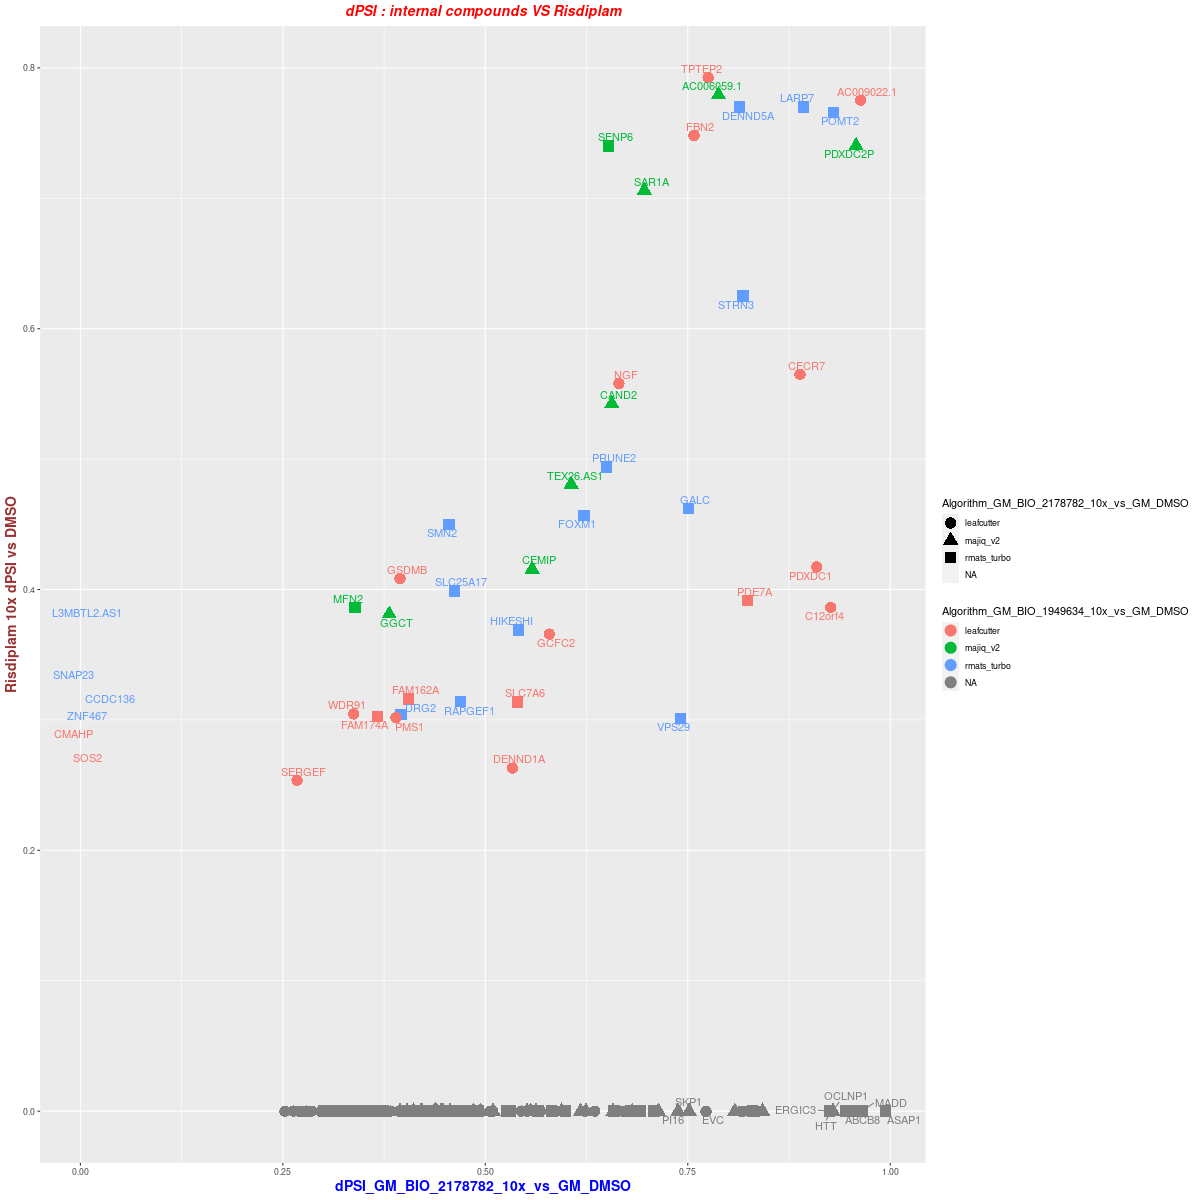 dPSI : internal compounds VS Risdiplam
Risdiplam 10x dPSI vs DMSO
0.8
0.6
0.4
0.2
0.0
TPTEP2
AC006059.1
DENND5A
LARP7
AC009022.1
POMT2
FBN2
SENP6
PDXDC2P
SAR1A
STRN3
CECR7
NGF
CAND2
PRUNE2
TEX26.AS1
GALC
FOXM1
SMN2
CEMIP
GSDMB
PDXDC1
SLC25A17
PDE7A
MFN2
GGCT
C12orf4
L3MBTL2.AS1
HIKESHI
GCFC2
SNAP23
CCDC136
ZNF467
CMAHP
SOS2
FAM162A
SLC7A6
WDR91
DRG2
RAPGEF1
FAM174A
PMS1
VPS29
DENND1A
SERGEF
OCLNP1
SKP1
ERGIC3
MADD
PI16
EVC
HTT
ABCB8
ASAP1
0.00
0.25
0.50
0.75
1.00
dPSI_GM_BIO_2178782_10x_vs_GM_DMSO
Algorithm_GM_BIO_2178782_10x_vs_GM_DMSO
leafcutter
majiq_v2
rmats_turbo
NA
Algorithm_GM_BIO_1949634_10x_vs_GM_DMSO
leafcutter
majiq_v2
rmats_turbo
NA